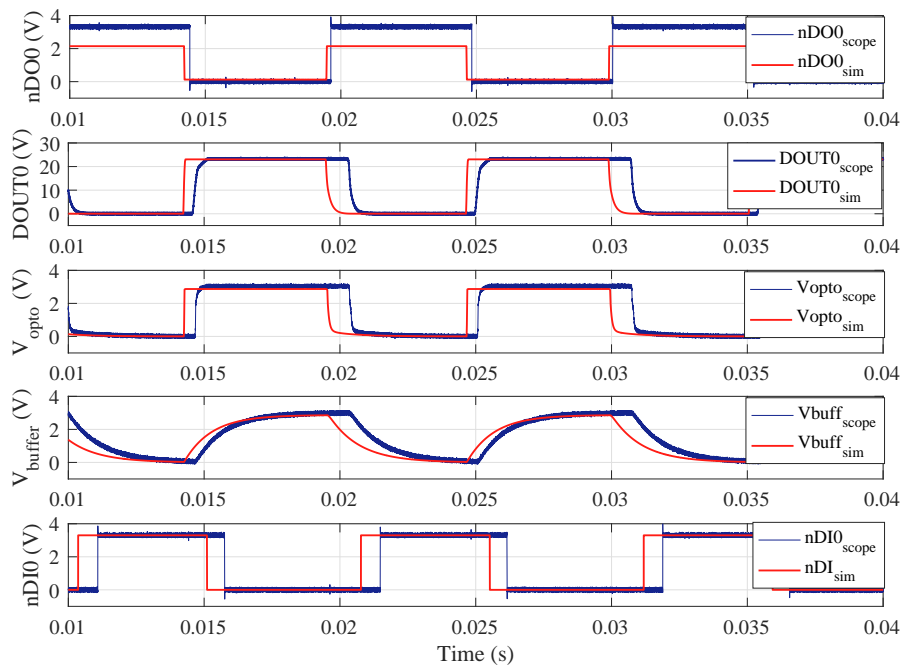 nDO0 (V)
4
2
0
nDO0scope
nDO0sim
0.01 0.015 0.02 0.025 0.03 0.035 0.04
DOUT0 (V)
30
20
10
0
DOUT0scope
DOUT0sim
0.01 0.015 0.02 0.025 0.03 0.035 0.04
Vopto (V)
4
2
0
Voptoscope
Voptosim
0.01 0.015 0.02 0.025 0.03 0.035 0.04
Vbuffer (V)
4
2
0
Vbuffscope
Vbuffsim
0.01 0.015 0.02 0.025 0.03 0.035 0.04
nDI0 (V)
4
2
0
nDI0scope
nDIsim
0.01 0.015 0.02 0.025 0.03 0.035 0.04
Time (s)